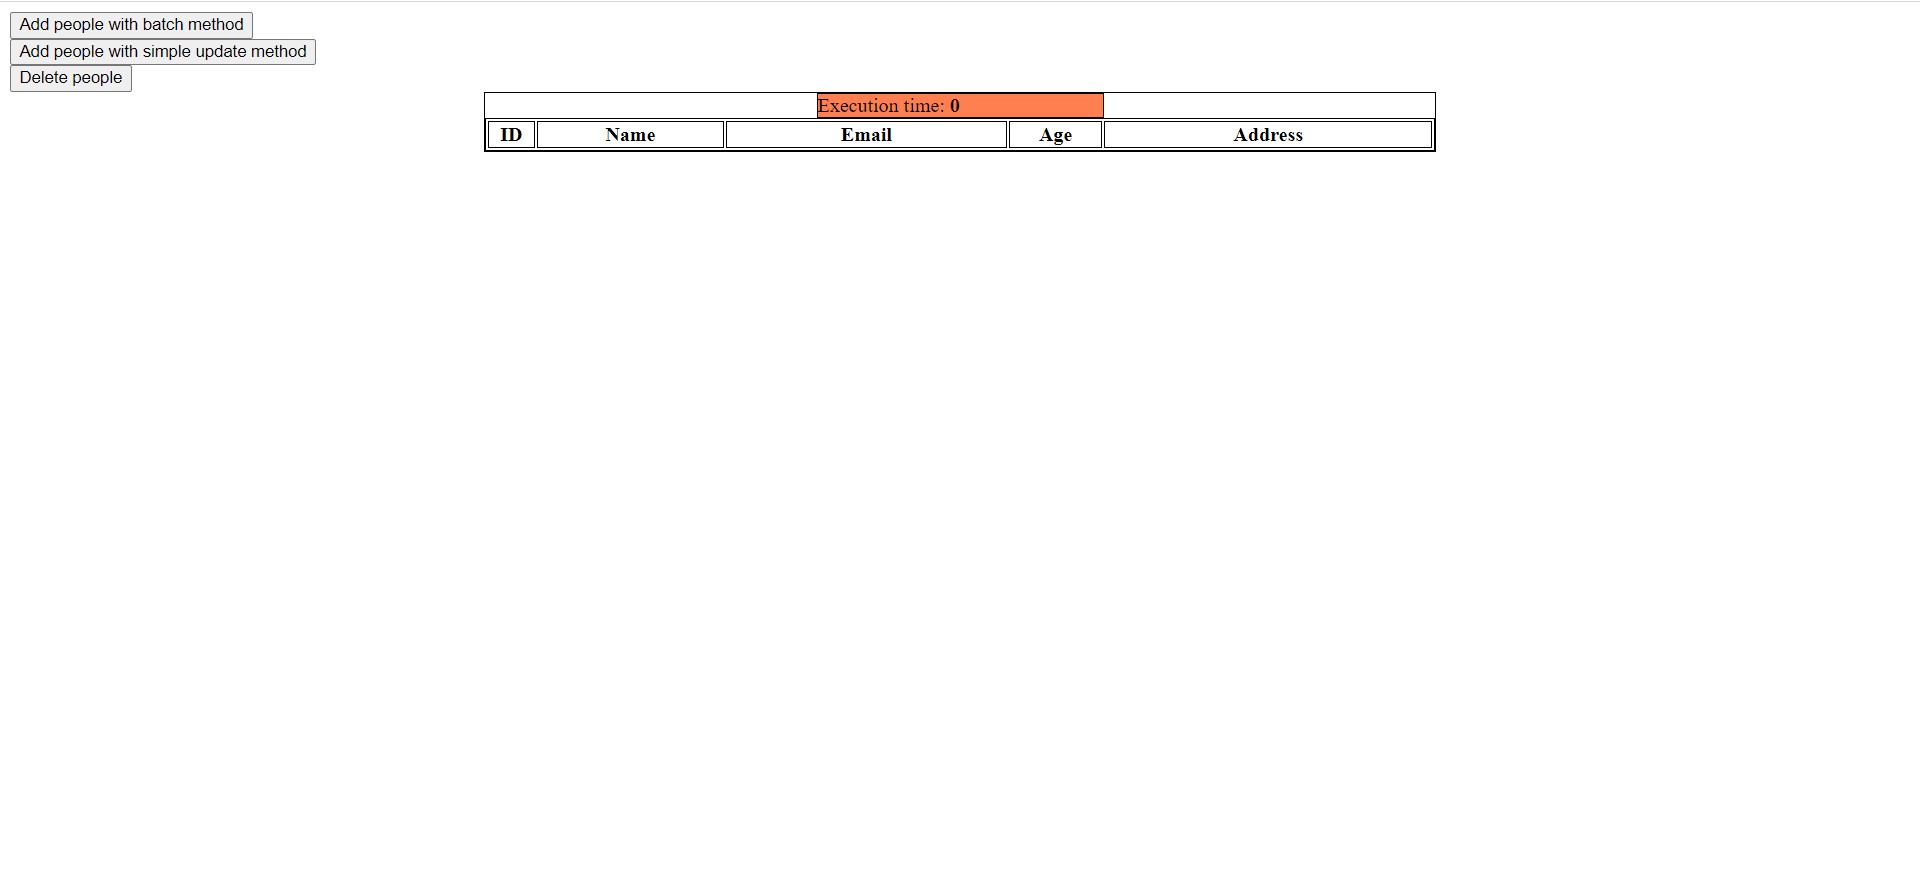 Add people with batch method
Add people with simple update method
Delete people
Execution time: 0
ID Name Email Age Address